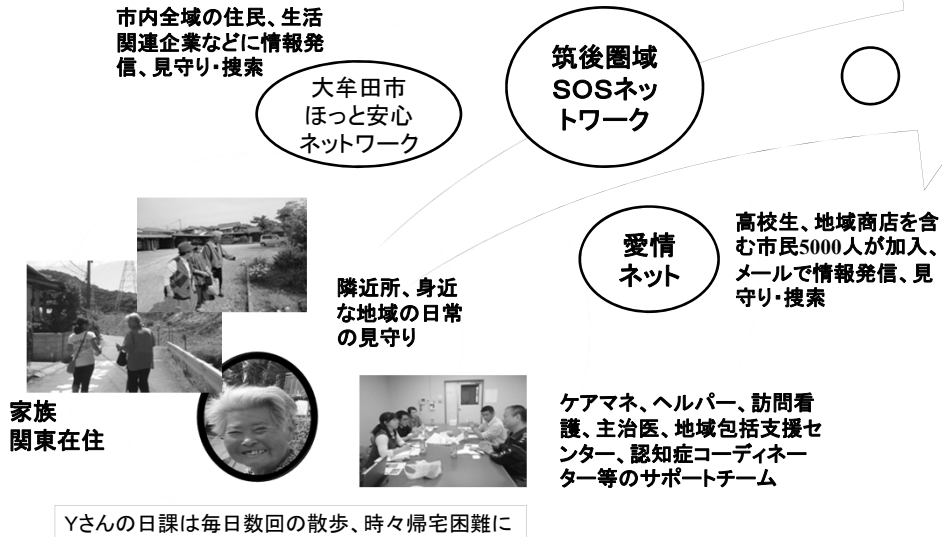 市内全域の住民、生活
関連企業などに情報発
信、見守り・捜索
大牟田市
ほっと安心
ネットワーク
筑後圏域
SOSネッ
トワーク
愛情
ネット
高校生、地域商店を含
む市民5000人が加入、
メールで情報発信、見
守り・捜索
隣近所、身近
な地域の日常
の見守り
家族
関東在住
ケアマネ、ヘルパー、訪問看
護、主治医、地域包括支援セ
ンター、認知症コーディネー
ター等のサポートチーム
Yさんの日課は毎日数回の散歩、時々帰宅困難に